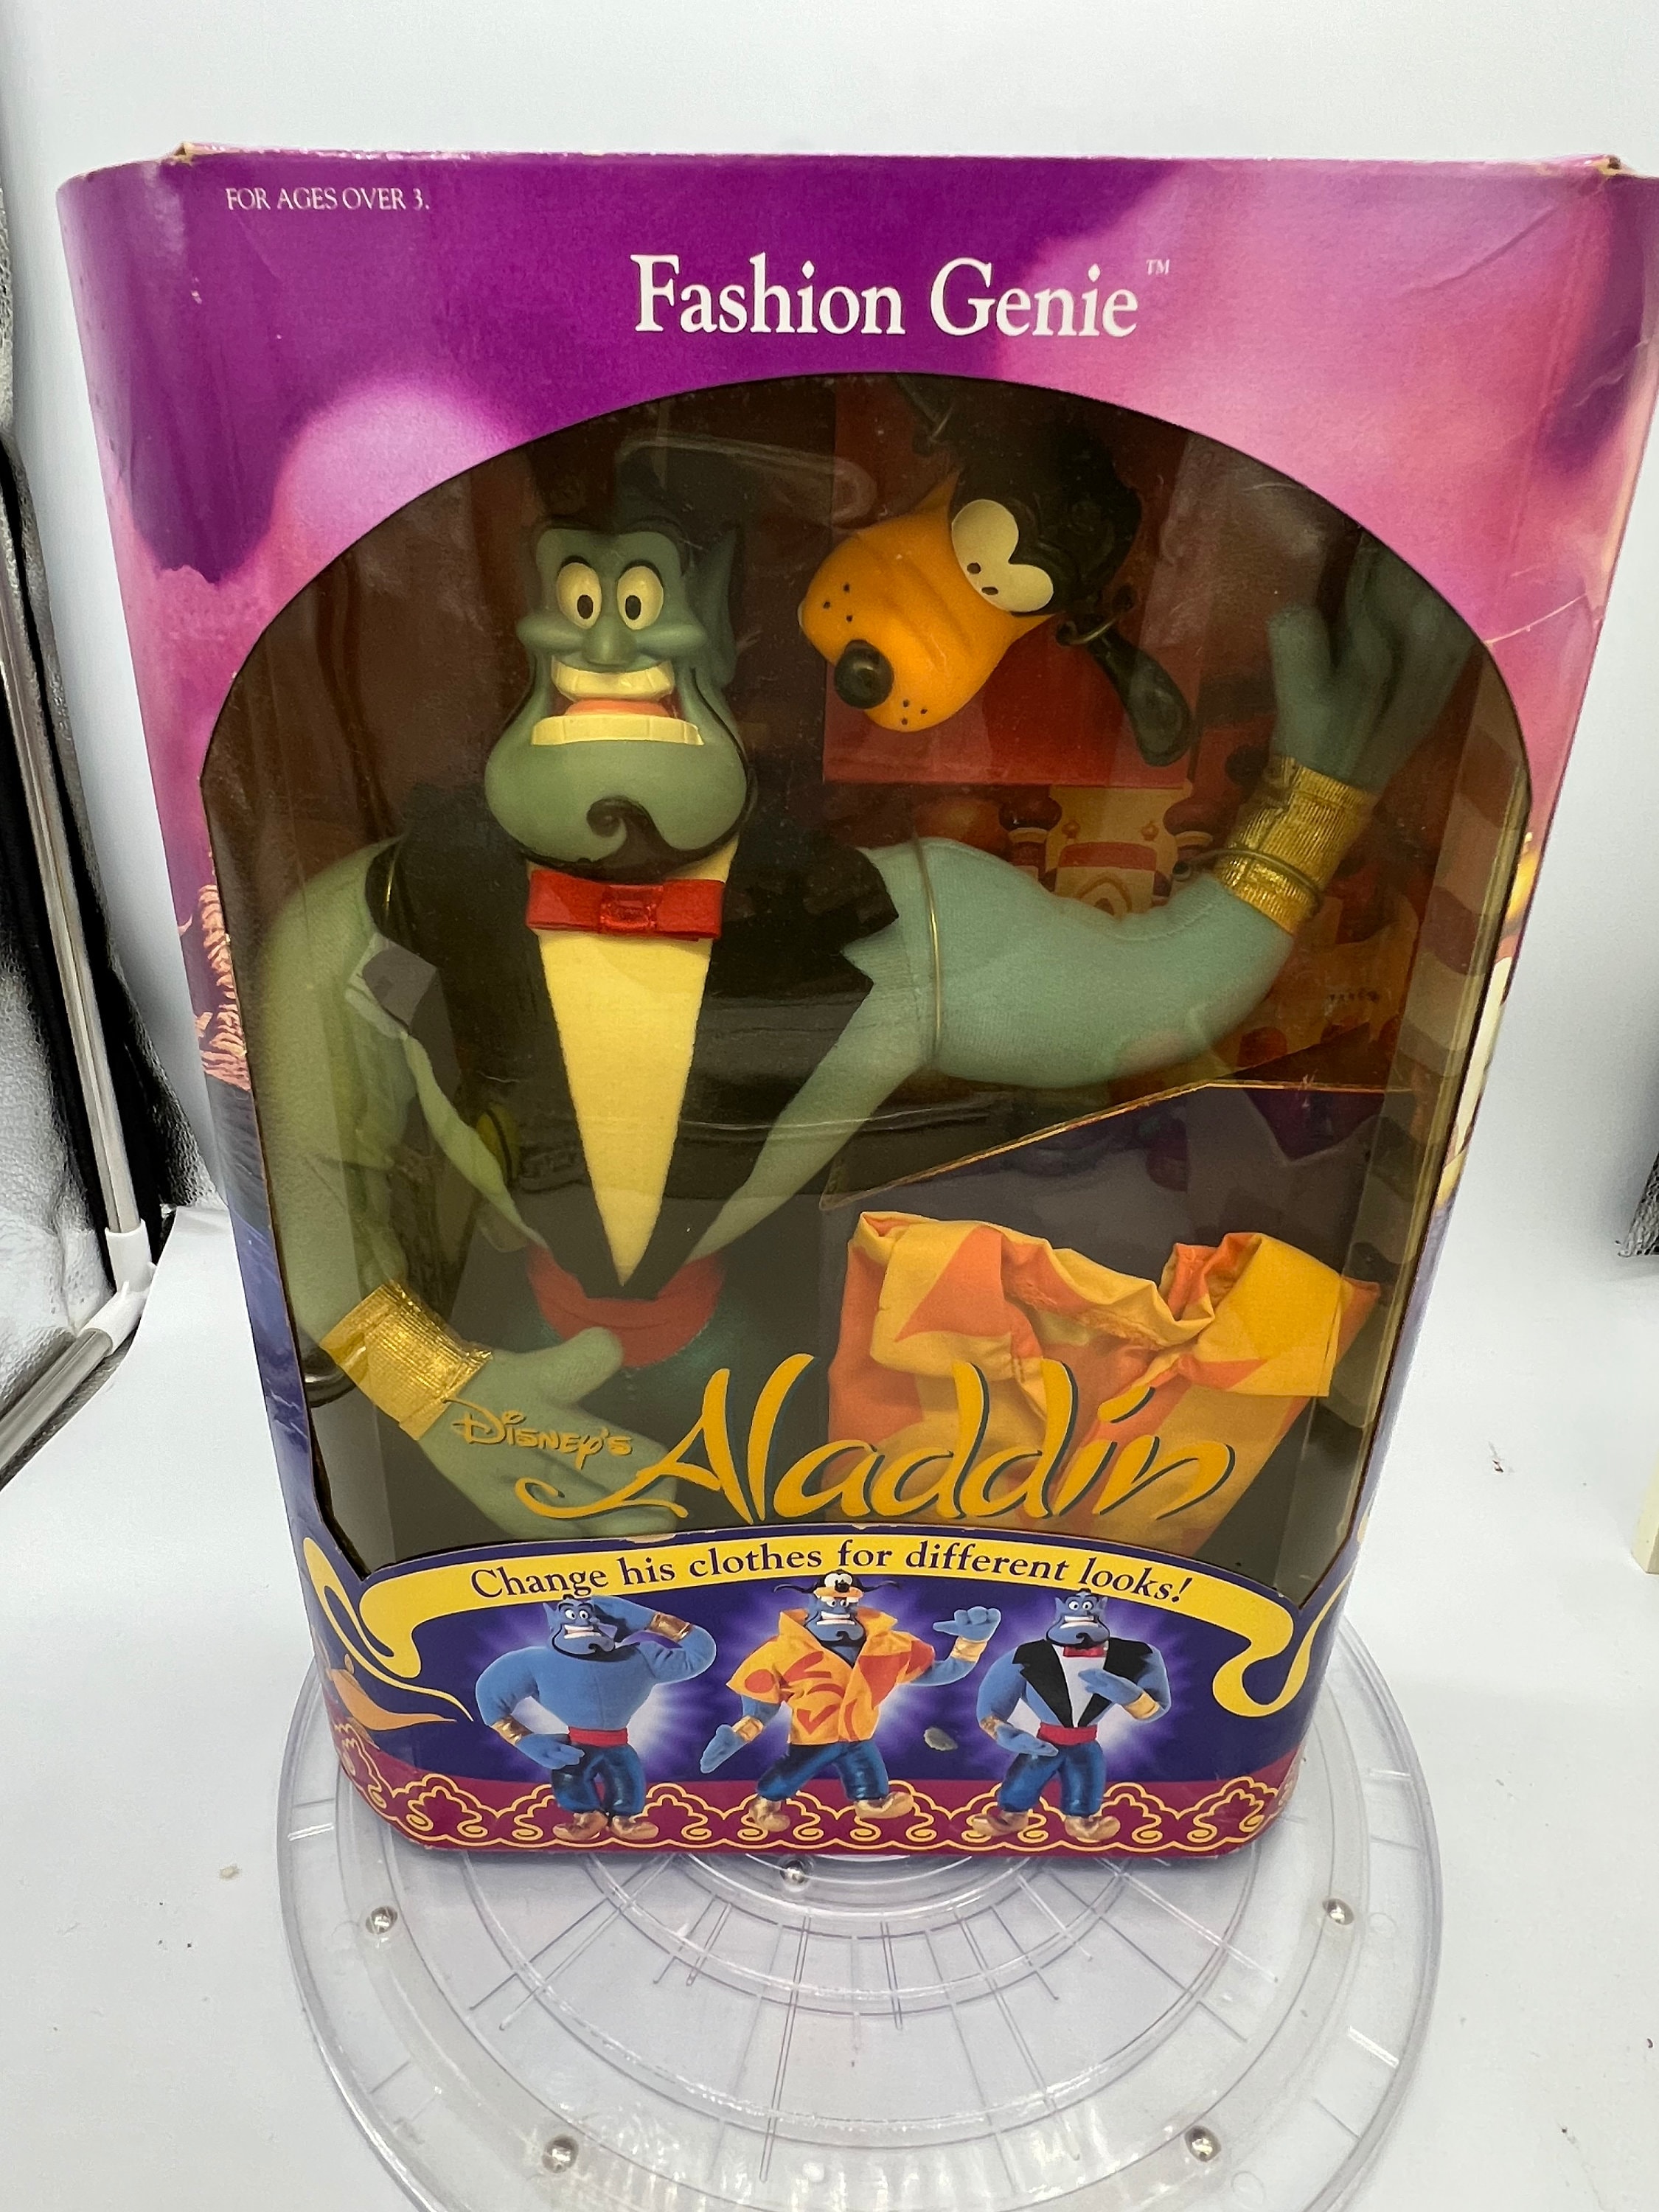 FOR AGES OVER 3.
Fashion Genie™
Disney's
Aladdin
Change his clothes for different looks!